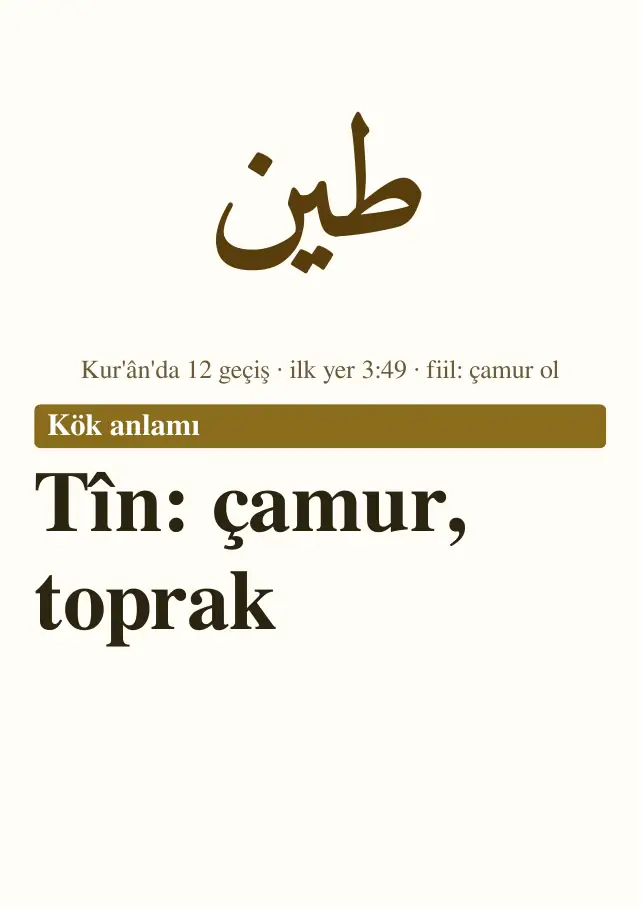 طين
Kur'ân'da 12 geçiş · ilk yer 3:49 · fiil: çamur ol
Kök anlamı
Tîn: çamur,
toprak